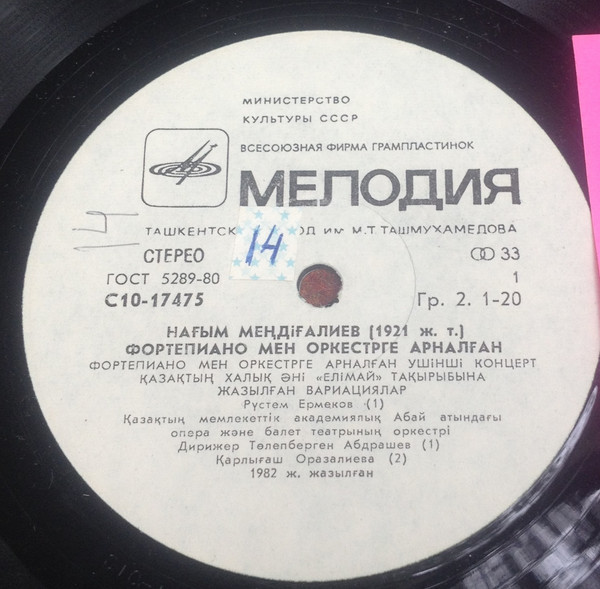 МИНИСТЕРСТВО
КУЛЬТУРЫ СССР
ВСЕСОЮЗНАЯ ФИРМА ГРАМПЛАСТИНОК
МЕЛОДИЯ
ИМ М.Т.ТАШМУХАМЕДОВА
14
14
СТЕРЕО
33
ГОСТ 5289-80
1
С10-17475
Гр. 2. 1-20
НАҒЫМ МЕҢДІҒАЛИЕВ (1921 ж. т.)
ФОРТЕПИАНО МЕН ОРКЕСТРГЕ АРНАЛҒАН
ФОРТЕПИАНО МЕН ОРКЕСТРГЕ АРНАЛҒАН УШІНШІ КОНЦЕРТ
ҚАЗАҚТЫҢ ХАЛЫҚ ӘНІ «ЕЛІМАЙ» ТАҚЫРЫБЫНА
ЖАЗЫЛҒАН ВАРИАЦИЯЛАР
Рүстем Ермеков (1)
Қазақтың мемлекеттік академиялық Абай атындағы
опера және балет театрының оркестрі
Дирижер Төлепберген Абдрашев (1)
Қарлығаш Оразалиева (2)
1982 ж. жазылған